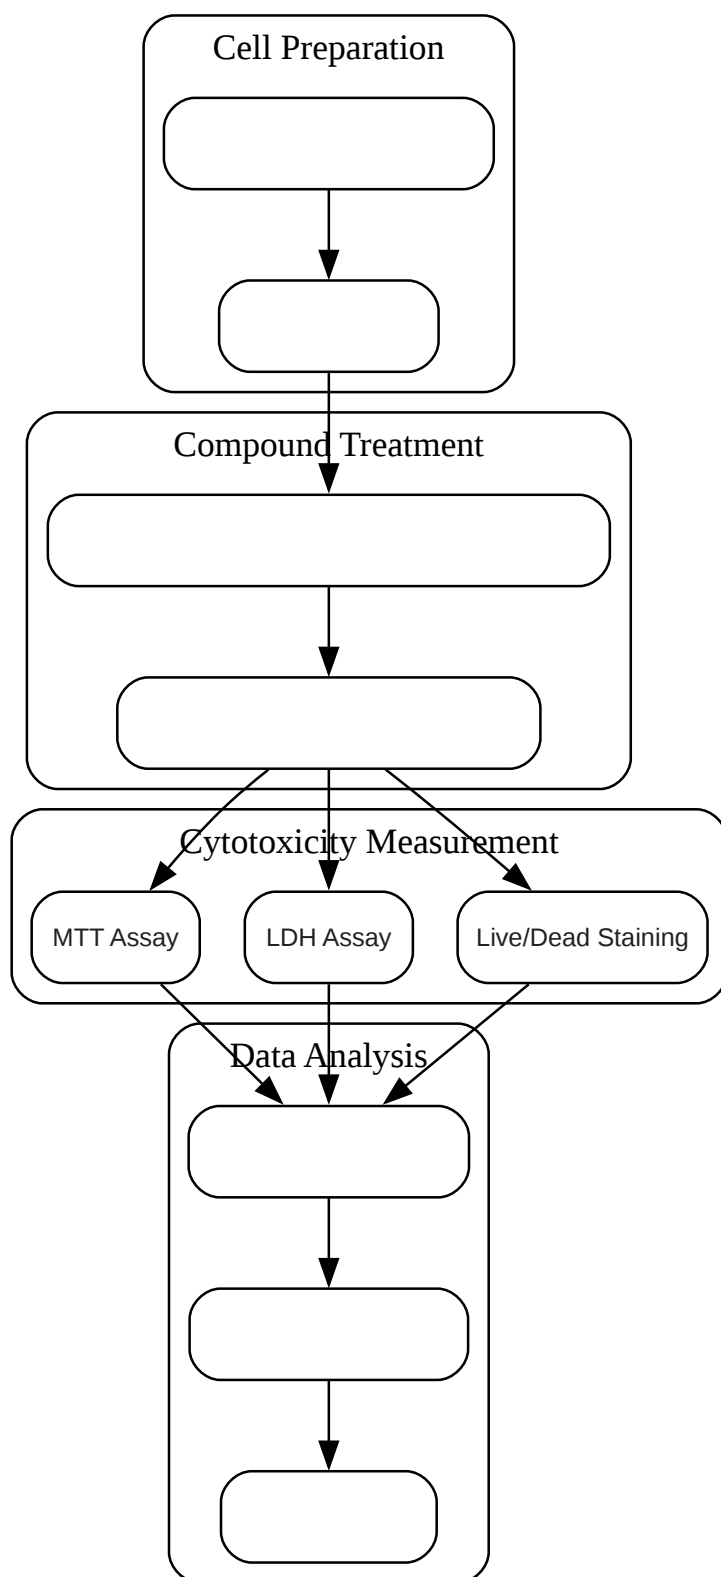 Cell Preparation
Compound Treatment
Cytotoxicity Measurement
MTT Assay
LDH Assay
Live/Dead Staining
Data Analysis